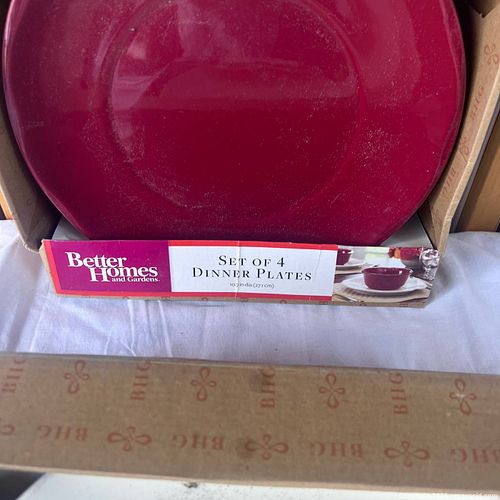 Better
Homes
and Gardens
SET OF 4
DINNER PLATES
BHG
BHG
BHG
BHG
BHG
BHG
BHG